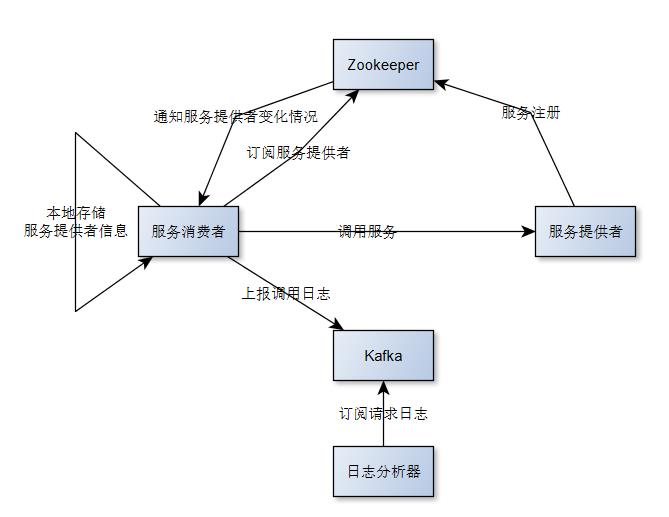 Zookeeper
通知服务提供者变化情况
服务注册
订阅服务提供者
本地存储
服务提供者信息
服务消费者
调用服务
服务提供者
上报调用日志
Kafka
订阅请求日志
日志分析器